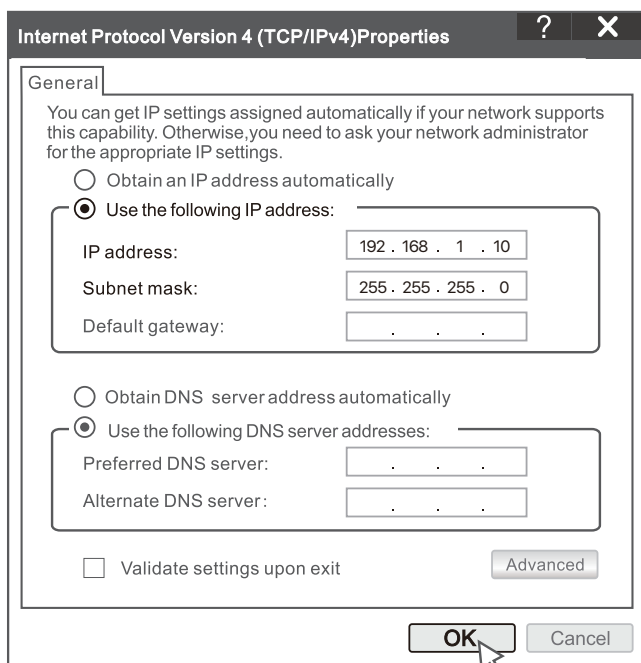 Internet Protocol Version 4 (TCP/IPv4)Properties ? X
General
You can get IP settings assigned automatically if your network supports
this capability. Otherwise,you need to ask your network administrator
for the appropriate IP settings.
Obtain an IP address automatically
Use the following IP address:
IP address: 192 . 168 . 1 . 10
Subnet mask: 255 . 255 . 255 . 0
Default gateway: . . .
Obtain DNS server address automatically
Use the following DNS server addresses:
Preferred DNS server: . . .
Alternate DNS server: . . .
Validate settings upon exit Advanced
OK Cancel